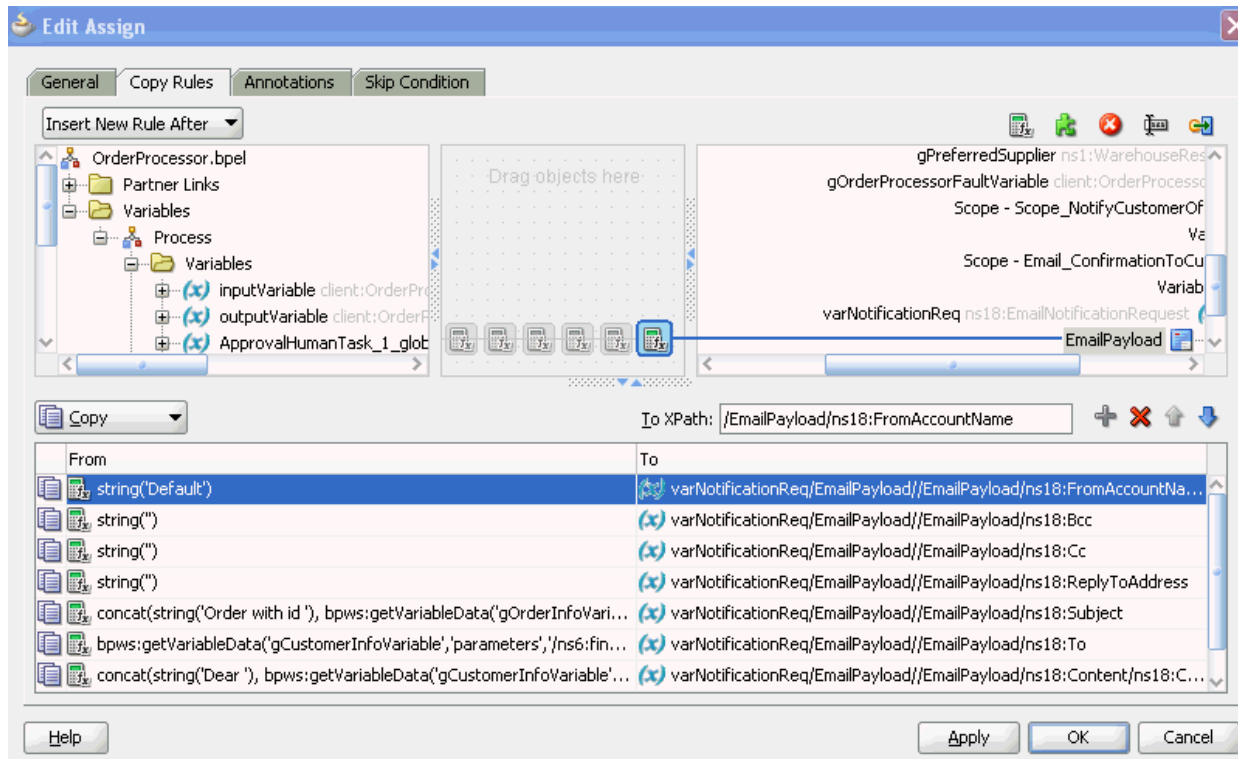 Edit Assign
General Copy Rules Annotations Skip Condition
Insert New Rule After
OrderProcessor.bpel
Partner Links
Variables
Process
Variables
inputVariable client:OrderPro
outputVariable client:OrderP
ApprovalHumanTask_1_glob
Drag objects here
gPreferredSupplier ns1:WarehouseRes
gOrderProcessorFaultVariable client:OrderProcesso
Scope - Scope_NotifyCustomerOf
Va
Scope - Email_ConfirmationToCu
Variab
varNotificationReq ns18:EmailNotificationRequest
EmailPayload
Copy
To XPath: /EmailPayload/ns18:FromAccountName
From To
string('Default') varNotificationReq/EmailPayload//EmailPayload/ns18:FromAccountNa...
string('') varNotificationReq/EmailPayload//EmailPayload/ns18:Bcc
string('') varNotificationReq/EmailPayload//EmailPayload/ns18:Cc
string('') varNotificationReq/EmailPayload//EmailPayload/ns18:ReplyToAddress
concat(string('Order with id '), bpws:getVariableData('gOrderInfoVari... varNotificationReq/EmailPayload//EmailPayload/ns18:Subject
bpws:getVariableData('gCustomerInfoVariable','parameters','/ns6:fin... varNotificationReq/EmailPayload//EmailPayload/ns18:To
concat(string('Dear '), bpws:getVariableData('gCustomerInfoVariable'... varNotificationReq/EmailPayload//EmailPayload/ns18:Content/ns18:C...
Help Apply OK Cancel